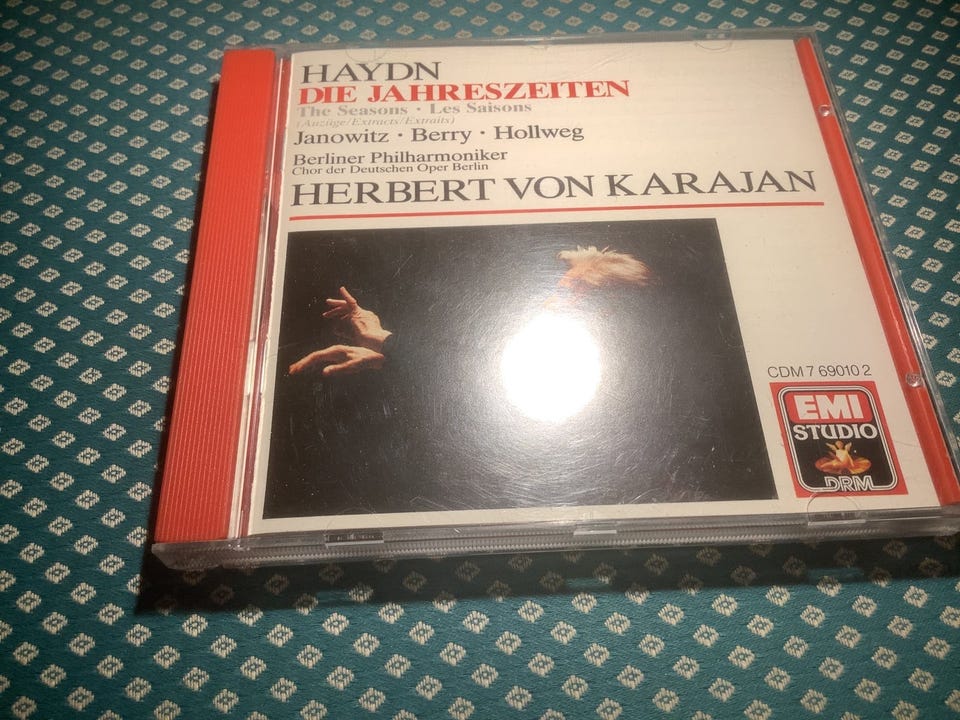 HAYDN
DIE JAHRESZEITEN
The Seasons · Les Saisons
(Auzüge/Extracts/Extraits)
Janowitz · Berry · Hollweg
Berliner Philharmoniker
Chor der Deutschen Oper Berlin
HERBERT VON KARAJAN
CDM 7 69010 2
EMI
STUDIO
DRM